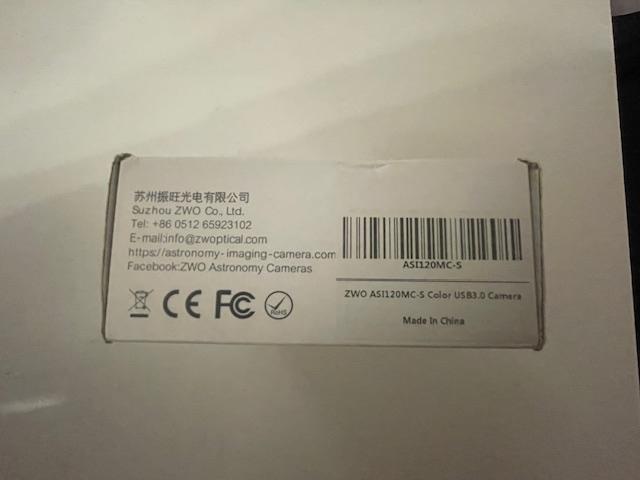 苏州振旺光电有限公司
Suzhou ZWO Co., Ltd.
Tel: +86 0512 65923102
E-mail:info@zwoptical.com
https://astronomy-imaging-camera.com
Facebook:ZWO Astronomy Cameras
CE FC RoHS
ASI120MC-S
ZWO ASI120MC-S Color USB3.0 Camera
Made In China